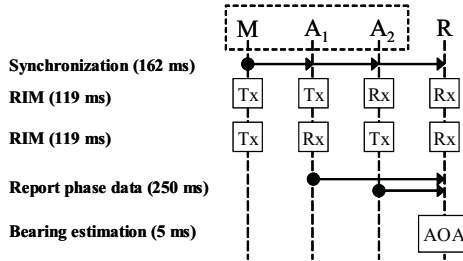 M A₁ A₂ R
Synchronization (162 ms)
RIM (119 ms) Tx Tx Rx Rx
RIM (119 ms) Tx Rx Tx Rx
Report phase data (250 ms)
Bearing estimation (5 ms) AOA